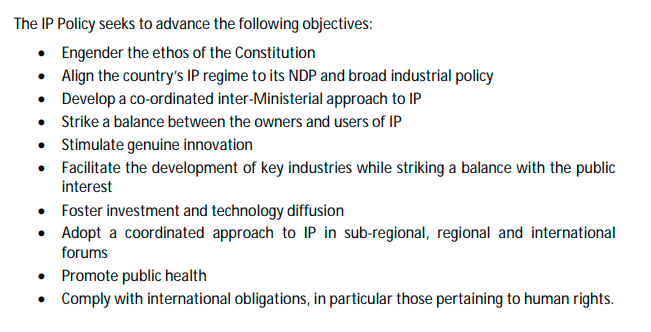 The IP Policy seeks to advance the following objectives:
• Engender the ethos of the Constitution
• Align the country's IP regime to its NDP and broad industrial policy
• Develop a co-ordinated inter-Ministerial approach to IP
• Strike a balance between the owners and users of IP
• Stimulate genuine innovation
• Facilitate the development of key industries while striking a balance with the public
interest
• Foster investment and technology diffusion
• Adopt a coordinated approach to IP in sub-regional, regional and international
forums
• Promote public health
• Comply with international obligations, in particular those pertaining to human rights.